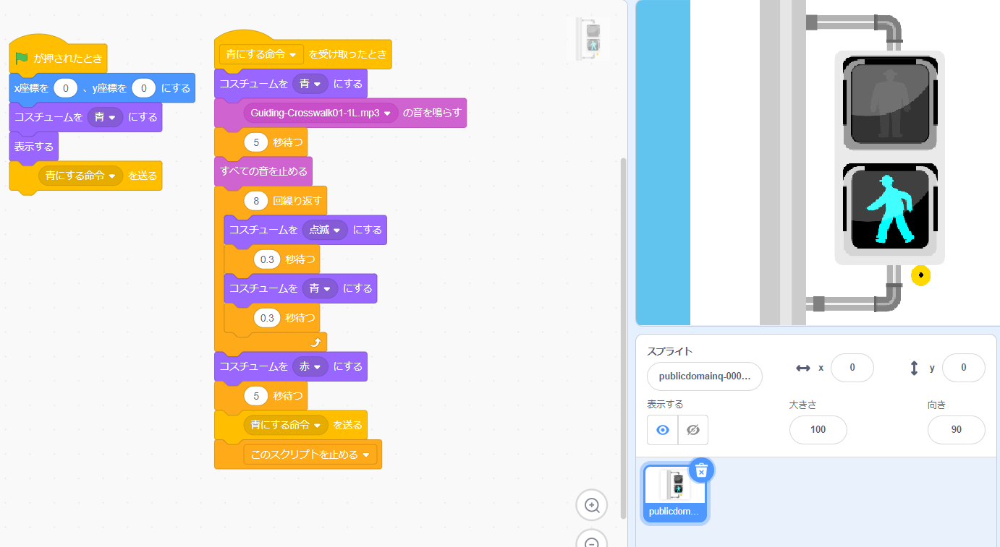 が押されたとき
x座標を 0 、y座標を 0 にする
コスチュームを 青 にする
表示する
青にする命令 を送る
青にする命令 を受け取ったとき
コスチュームを 青 にする
Guiding-Crosswalk01-1L.mp3 の音を鳴らす
5 秒待つ
すべての音を止める
8 回繰り返す
コスチュームを 点滅 にする
0.3 秒待つ
コスチュームを 青 にする
0.3 秒待つ
コスチュームを 赤 にする
5 秒待つ
青にする命令 を送る
このスクリプトを止める
スプライト
publicdomainq-000...
x 0
y 0
表示する
大きさ
向き
100
90
publicdom...